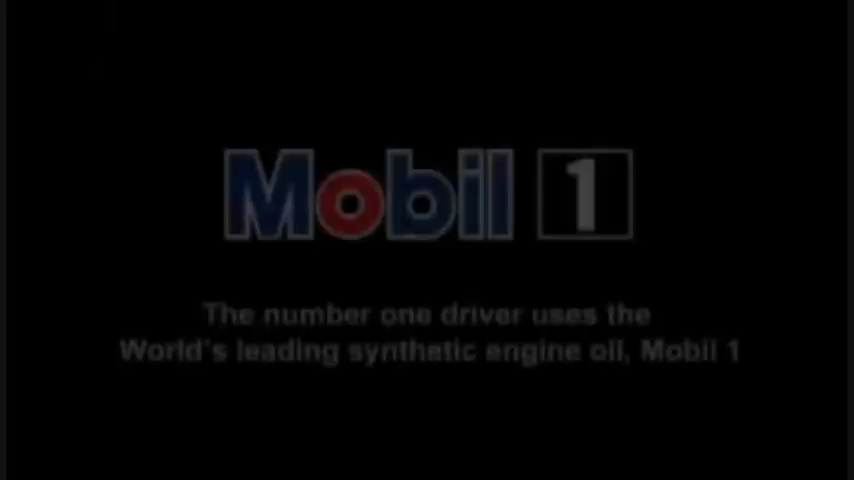 Mobil 1
The number one driver uses the
World's leading synthetic engine oil, Mobil 1